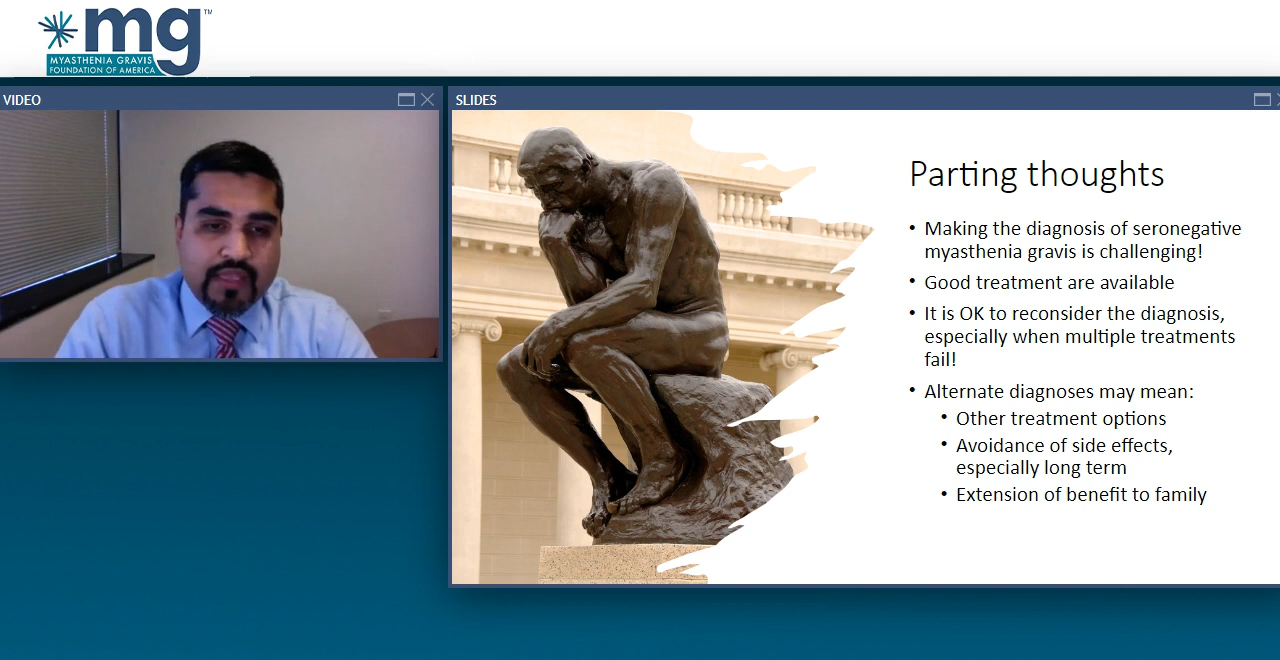 mg™
MYASTHENIA GRAVIS
FOUNDATION OF AMERICA
VIDEO
SLIDES
Parting thoughts
• Making the diagnosis of seronegative
myasthenia gravis is challenging!
• Good treatment are available
• It is OK to reconsider the diagnosis,
especially when multiple treatments
fail!
• Alternate diagnoses may mean:
• Other treatment options
• Avoidance of side effects,
especially long term
• Extension of benefit to family